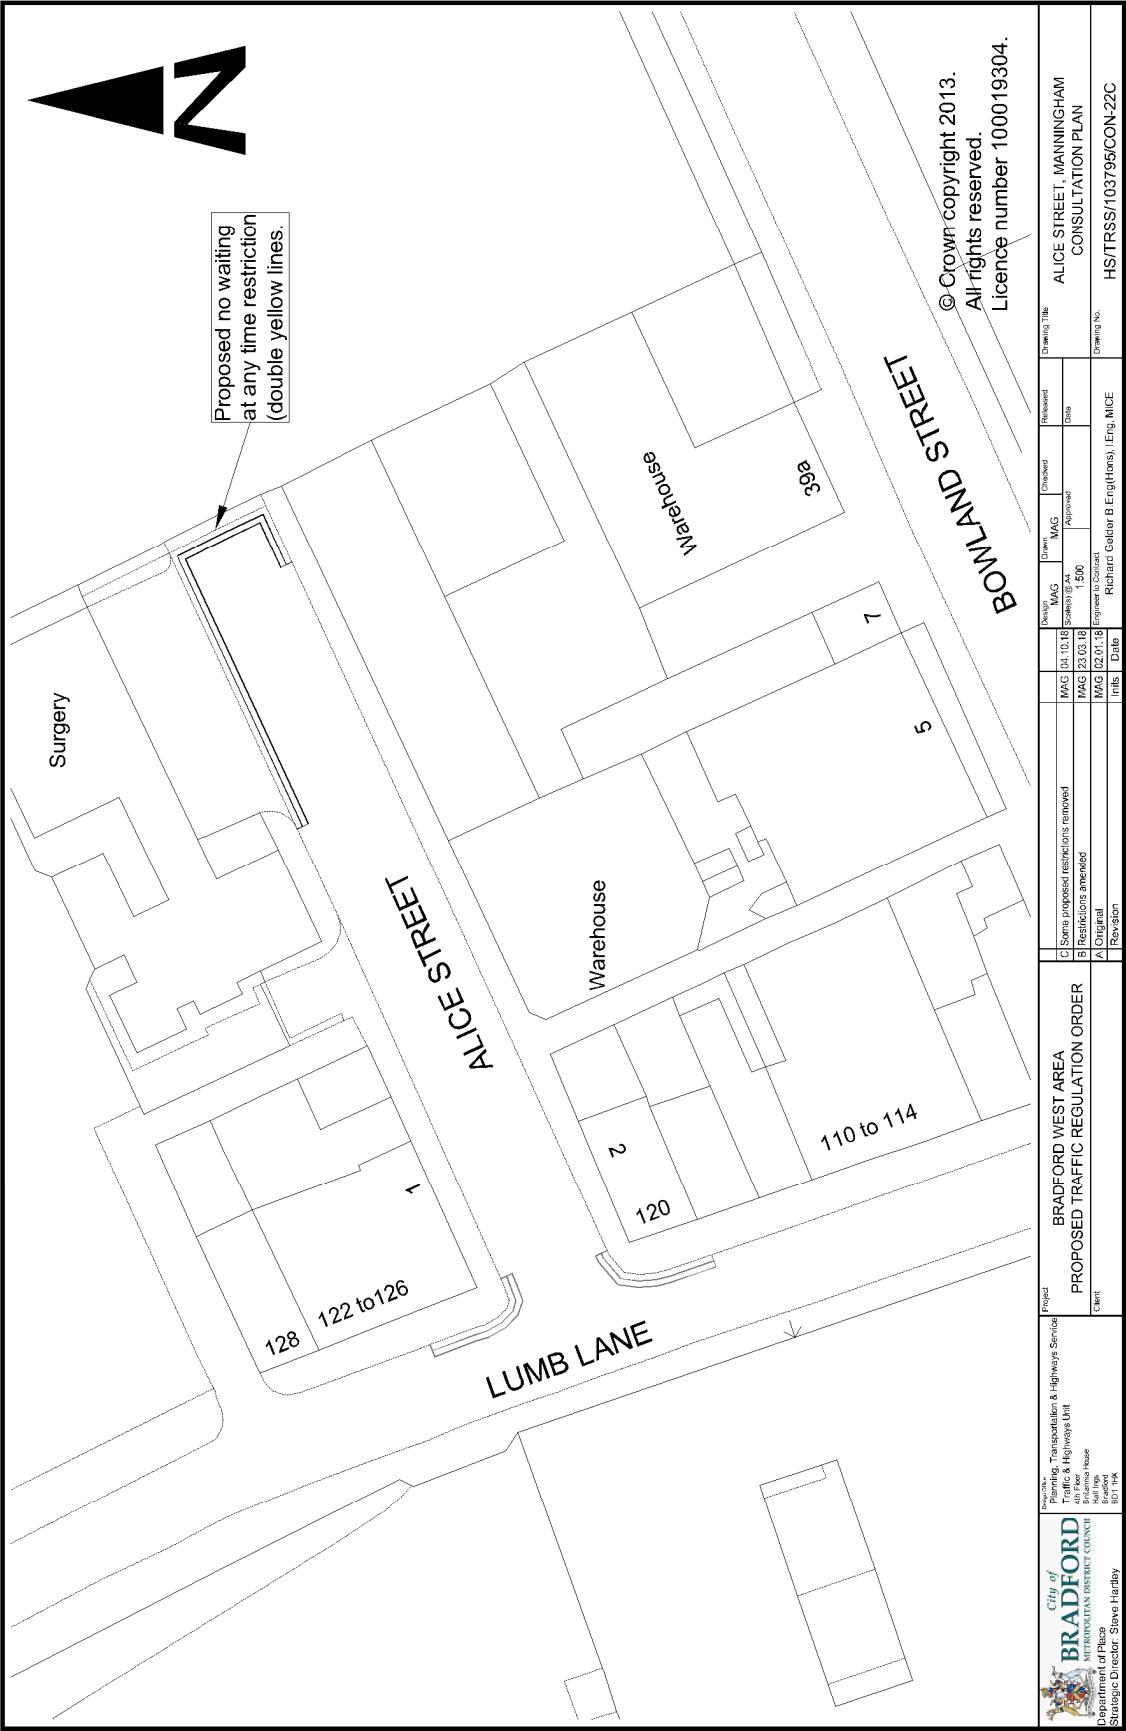 N
Proposed no waiting
at any time restriction
(double yellow lines.
Surgery
ALICE STREET
Warehouse
Warehouse
39a
7
5
BOWLAND STREET
1
2
120
110 to 114
122 to126
128
LUMB LANE
© Crown copyright 2013.
All rights reserved.
Licence number 100019304.
City of
BRADFORD
METROPOLITAN DISTRICT COUNCIL
Department of Place
Strategic Director: Steve Hartley
Design Office
Planning, Transportation & Highways Service
Traffic & Highways Unit
4th Floor
Britannia House
Hall Ings
Bradford
BD1 1HX
Project
BRADFORD WEST AREA
PROPOSED TRAFFIC REGULATION ORDER
Client
C Some proposed restrictions removed MAG 04.10.18
B Restrictions amended MAG 23.03.18
A Original MAG 02.01.18
Revision Inits Date
Design MAG Drawn MAG Checked Released
Scale(s) @ A4 1:500 Approved Date
Engineer to Contract
Richard Gelder B.Eng(Hons), I.Eng, MICE
Drawing Title
ALICE STREET, MANNINGHAM
CONSULTATION PLAN
Drawing No.
HS/TRSS/103795/CON-22C